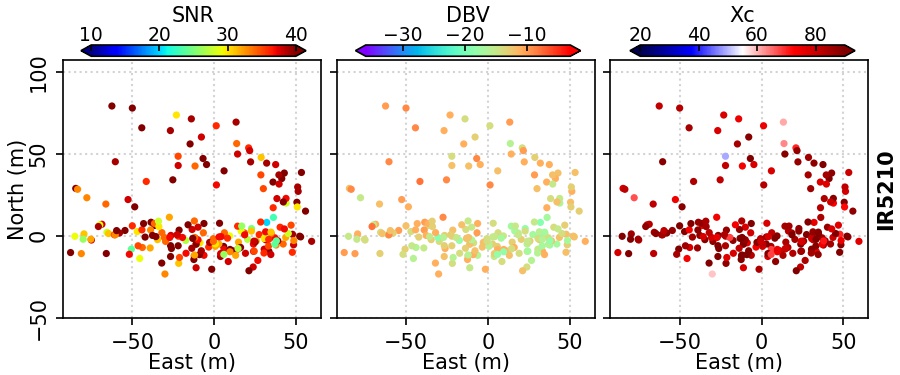 SNR DBV Xc
10 20 30 40 −30 −20 −10 20 40 60 80
100
50
0
−50
North (m)
IR5210
−50 0 50 −50 0 50 −50 0 50
East (m) East (m) East (m)